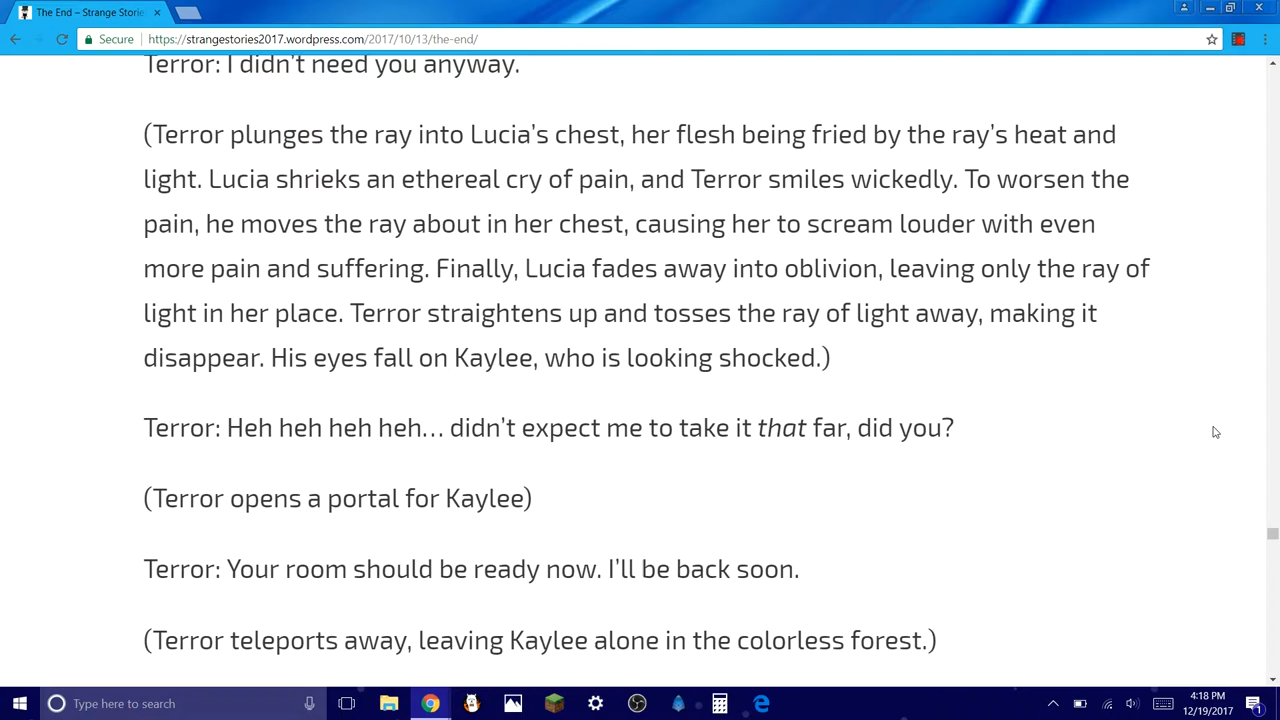 The End – Strange Storie
Secure
https://strangestories2017.wordpress.com/2017/10/13/the-end/
Terror: I didn’t need you anyway.
(Terror plunges the ray into Lucia’s chest, her flesh being fried by the ray’s heat and
light. Lucia shrieks an ethereal cry of pain, and Terror smiles wickedly. To worsen the
pain, he moves the ray about in her chest, causing her to scream louder with even
more pain and suffering. Finally, Lucia fades away into oblivion, leaving only the ray of
light in her place. Terror straightens up and tosses the ray of light away, making it
disappear. His eyes fall on Kaylee, who is looking shocked.)
Terror: Heh heh heh heh… didn’t expect me to take it that far, did you?
(Terror opens a portal for Kaylee)
Terror: Your room should be ready now. I’ll be back soon.
(Terror teleports away, leaving Kaylee alone in the colorless forest.)
Type here to search
4:18 PM
12/19/2017
1